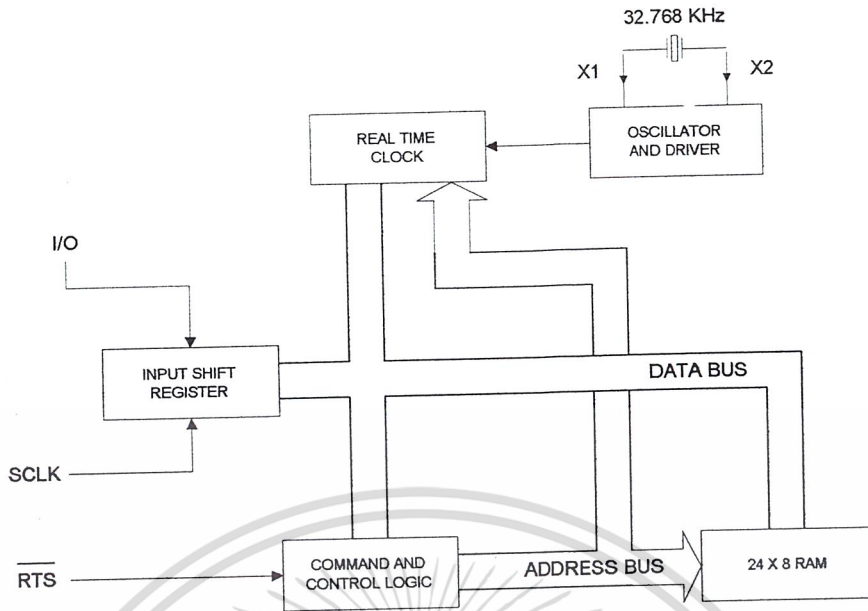 32.768 KHz
X1
X2
REAL TIME
CLOCK
OSCILLATOR
AND DRIVER
I/O
INPUT SHIFT
REGISTER
DATA BUS
SCLK
RTS
COMMAND AND
CONTROL LOGIC
ADDRESS BUS
24 X 8 RAM